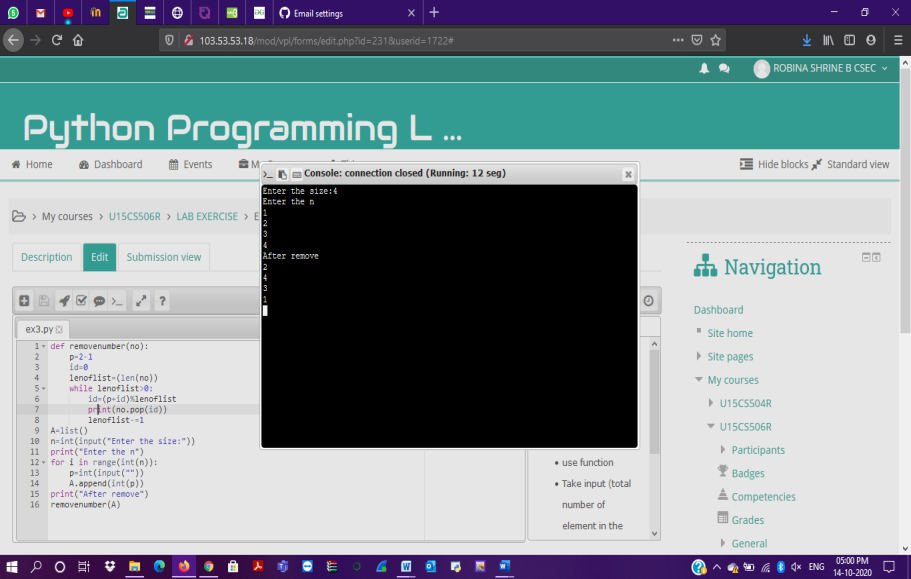 Email settings
103.53.53.18/mod/vpl/forms/edit.php?id=231&userid=1722#
ROBINA SHRINE B CSEC
Python Programming L ...
Home Dashboard Events Hide blocks Standard view
My courses U15CS506R LAB EXERCISE
Description Edit Submission view
Console: connection closed (Running: 12 seg)
Enter the size:4
Enter the n
1
2
3
4
After remove
2
4
3
1
ex3.py
1 def removenumber(no):
2 p=2-1
3 id=0
4 lenoflist=(len(no))
5 while lenoflist>0:
6 id=(p+id)%lenoflist
7 print(no.pop(id))
8 lenoflist-=1
9 A=list()
10 n=int(input("Enter the size:"))
11 print("Enter the n")
12 for i in range(int(n)):
13 p=int(input(""))
14 A.append(int(p))
15 print("After remove")
16 removenumber(A)
• use function
• Take input (total
number of
element in the
Navigation
Dashboard
Site home
Site pages
My courses
U15CS504R
U15CS506R
Participants
Badges
Competencies
Grades
General
ENG
05:00 PM
14-10-2020